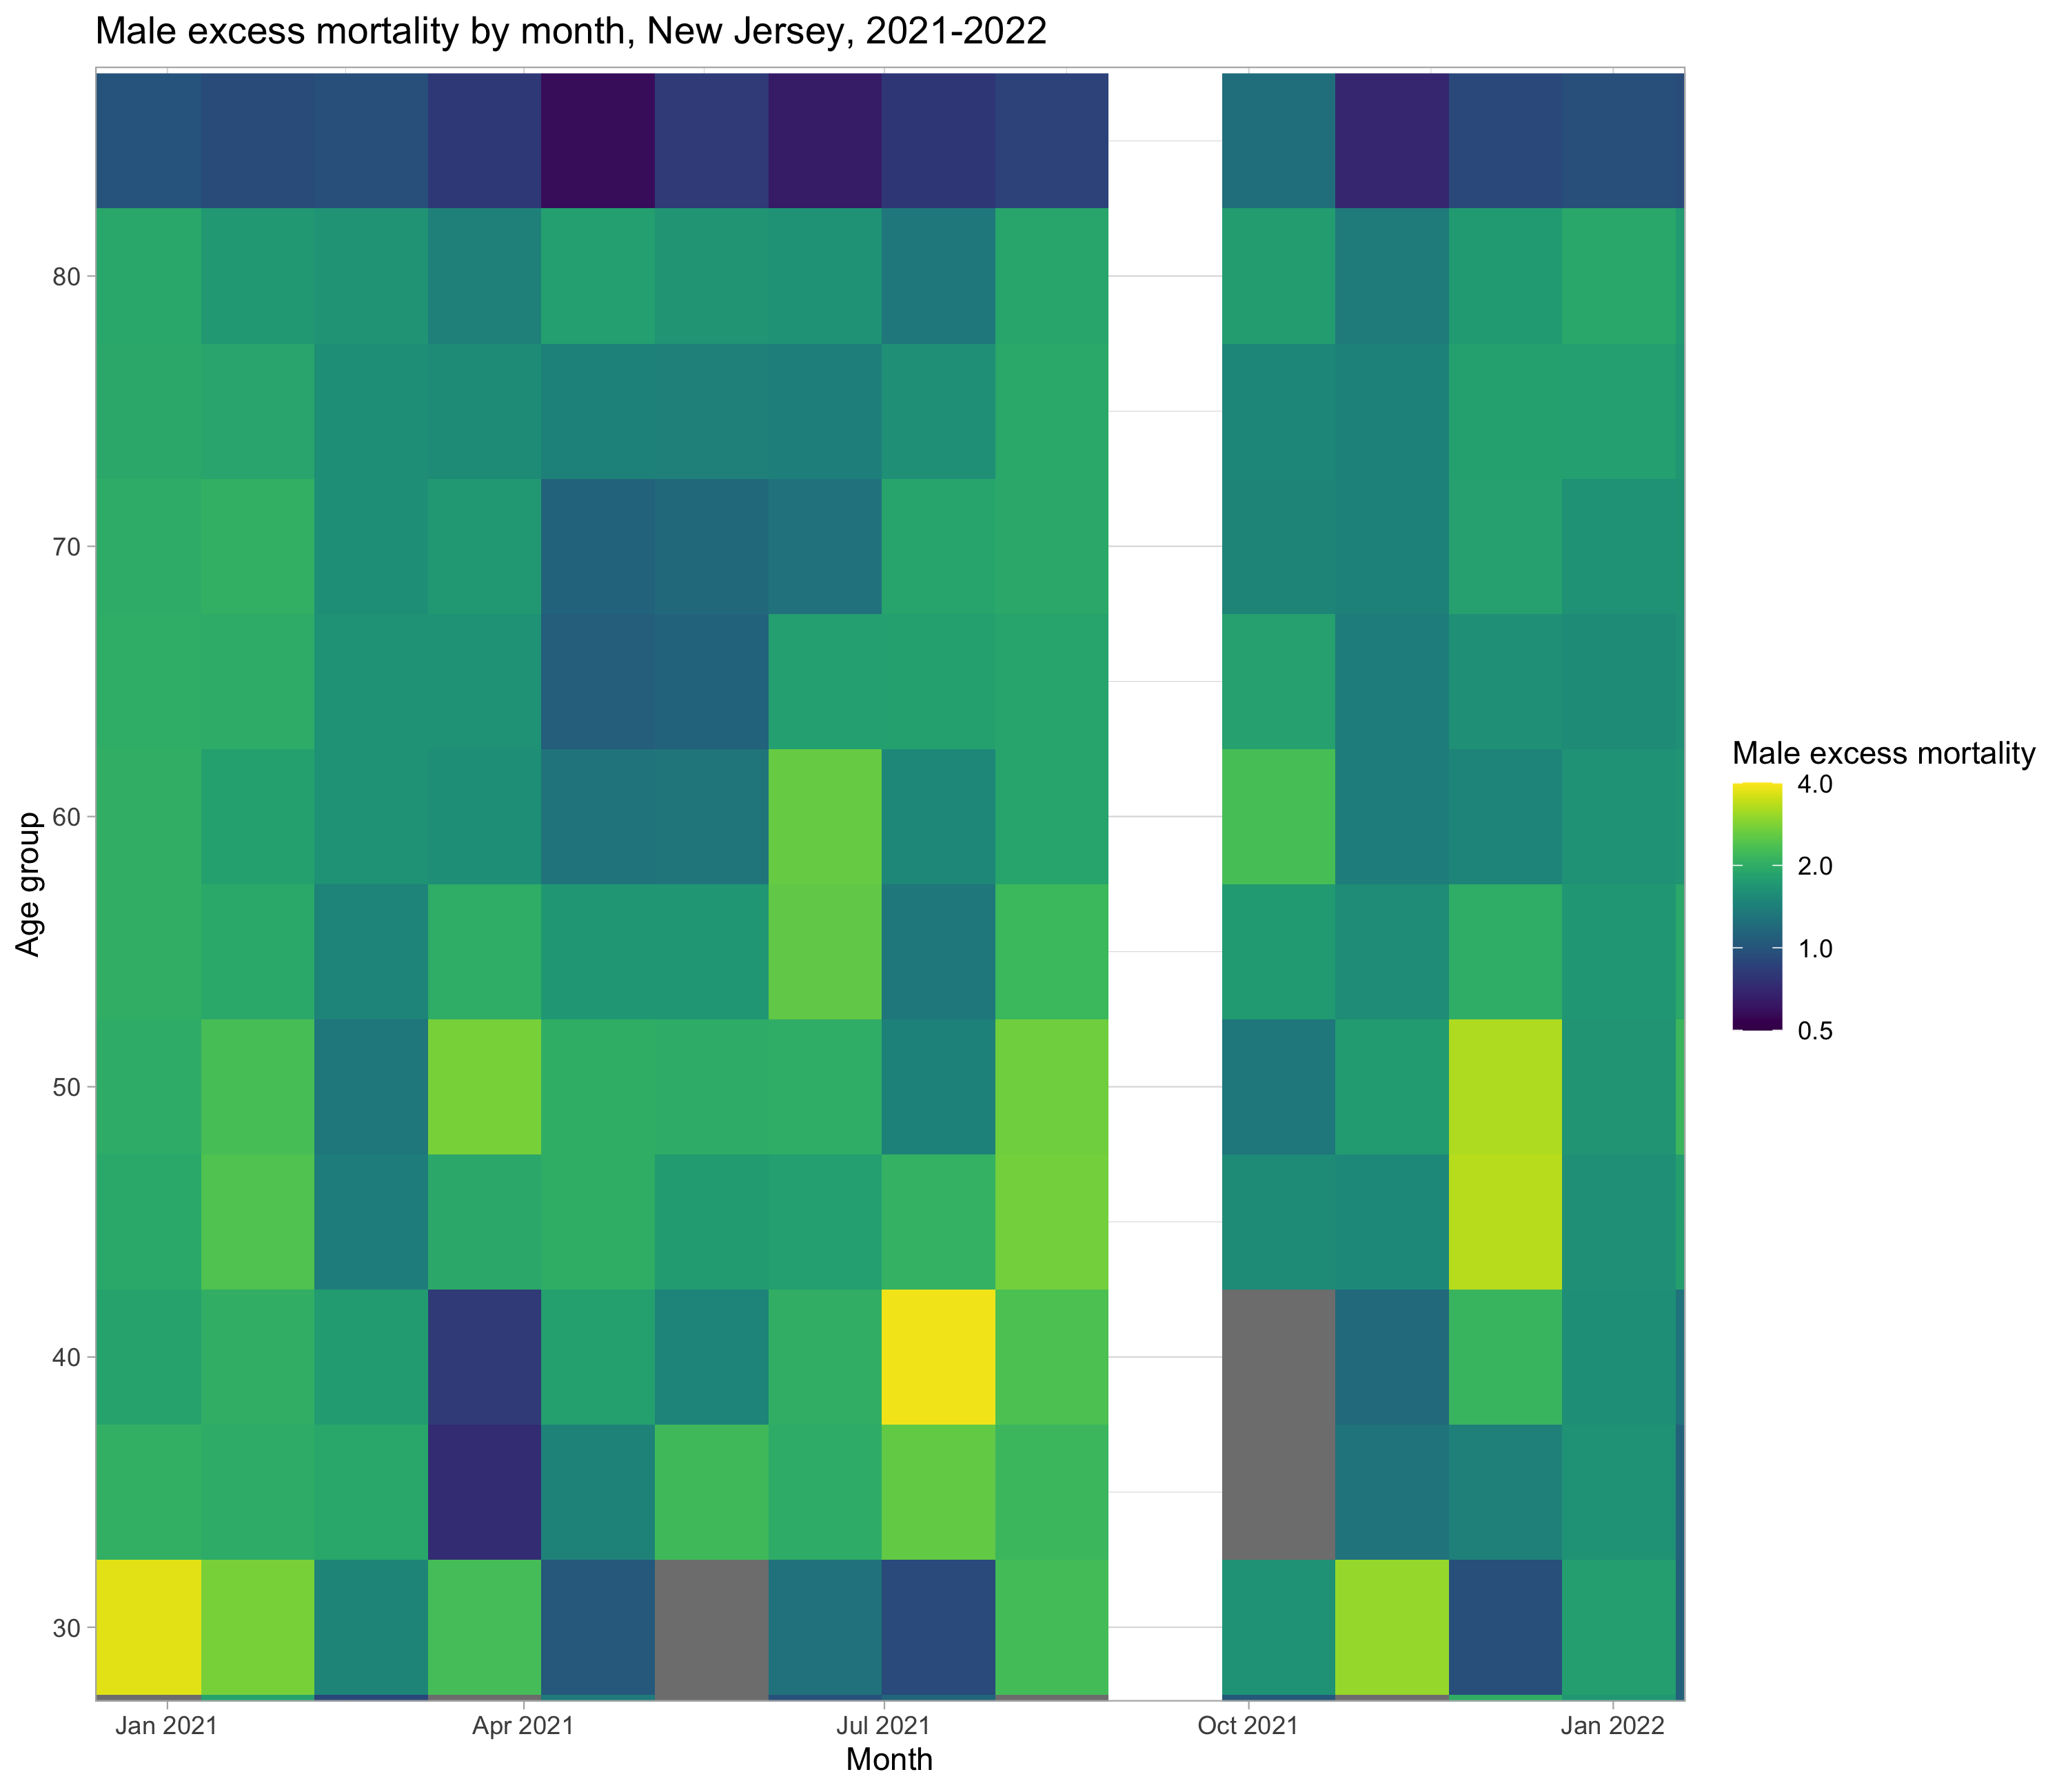 Male excess mortality by month, New Jersey, 2021-2022
80
70
60
50
40
30
Age group
Jan 2021
Apr 2021
Jul 2021
Oct 2021
Jan 2022
Month
Male excess mortality
4.0
2.0
1.0
0.5